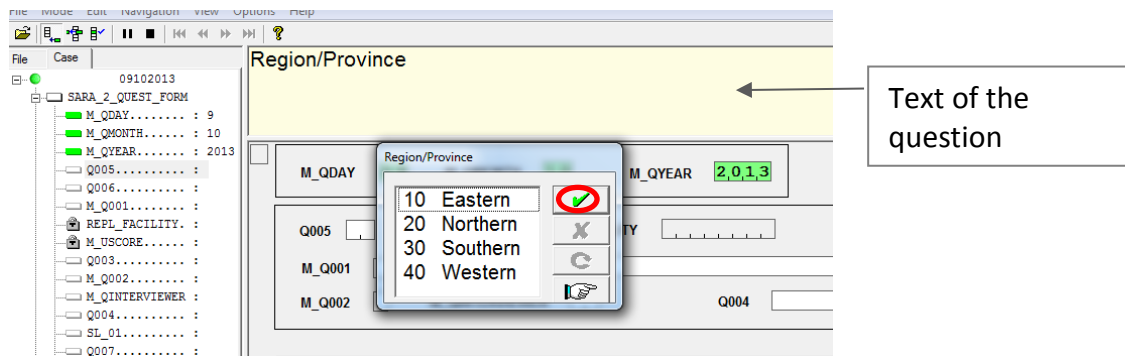 File Mode Edit Navigation View Options Help
File Case
09102013
SARA_2_QUEST_FORM
M_QDAY........ : 9
M_QMONTH...... : 10
M_QYEAR....... : 2013
Q005.......... :
Q006.......... :
M_Q001........ :
REPL_FACILITY. :
M_USCORE...... :
Q003.......... :
M_Q002........ :
M_QINTERVIEWER :
Q004.......... :
SL_01......... :
Q007.......... :
Region/Province
M_QDAY
M_QYEAR 2,0,1,3
Q005
TY
M_Q001
M_Q002
Q004
Region/Province
10 Eastern
20 Northern
30 Southern
40 Western
Text of the
question